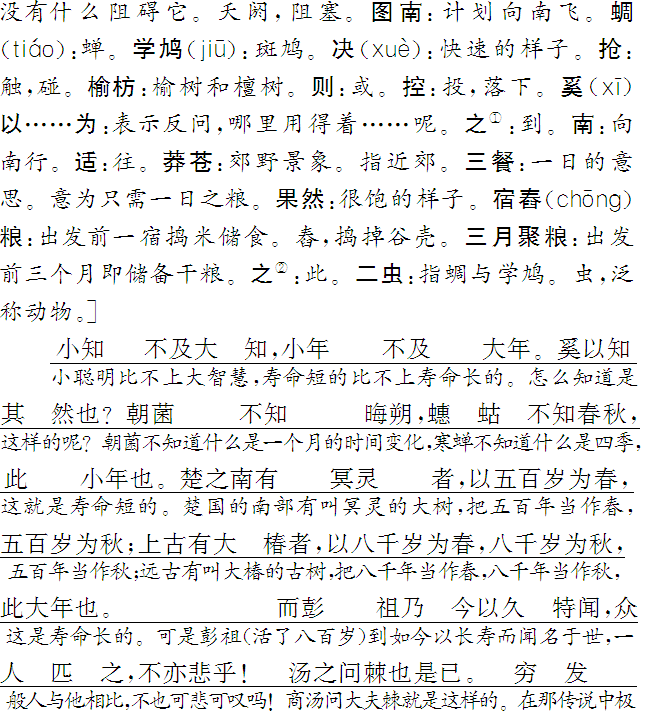 没有什么阻碍它。夭阏,阻塞。图南:计划向南飞。蜩
(tiáo):蝉。学鸠(jiū):斑鸠。决(xuè):快速的样子。抢:
触,碰。榆枋:榆树和檀树。则:或。控:投,落下。奚(xī)
以……为:表示反问,哪里用得着……呢。之①:到。南:向
南行。适:往。莽苍:郊野景象。指近郊。三餐:一日的意
思。意为只需一日之粮。果然:很饱的样子。宿舂(chōng)
粮:出发前一宿捣米储食。舂,捣掉谷壳。三月聚粮:出发
前三个月即储备干粮。之②:此。二虫:指蜩与学鸠。虫,泛
称动物。]
小知 不及大 知,小年 不及 大年。奚以知
小聪明比不上大智慧,寿命短的比不上寿命长的。怎么知道是
其 然也?朝菌 不知 晦朔,蟪 蛄 不知春秋,
这样的呢?朝菌不知道什么是一个月的时间变化,寒蝉不知道什么是四季,
此 小年也。楚之南有 冥灵 者,以五百岁为春,
这就是寿命短的。楚国的南部有叫冥灵的大树,把五百年当作春,
五百岁为秋;上古有大 椿者,以八千岁为春,八千岁为秋,
五百年当作秋;远古有叫大椿的古树,把八千年当作春,八千年当作秋,
此大年也。 而彭 祖乃 今以久 特闻,众
这是寿命长的。可是彭祖(活了八百岁)到如今以长寿而闻名于世,一
人 匹 之,不亦悲乎! 汤之问棘也是已。 穷 发
般人与他相比,不也可悲可叹吗!商汤问大夫棘就是这样的。在那传说中极